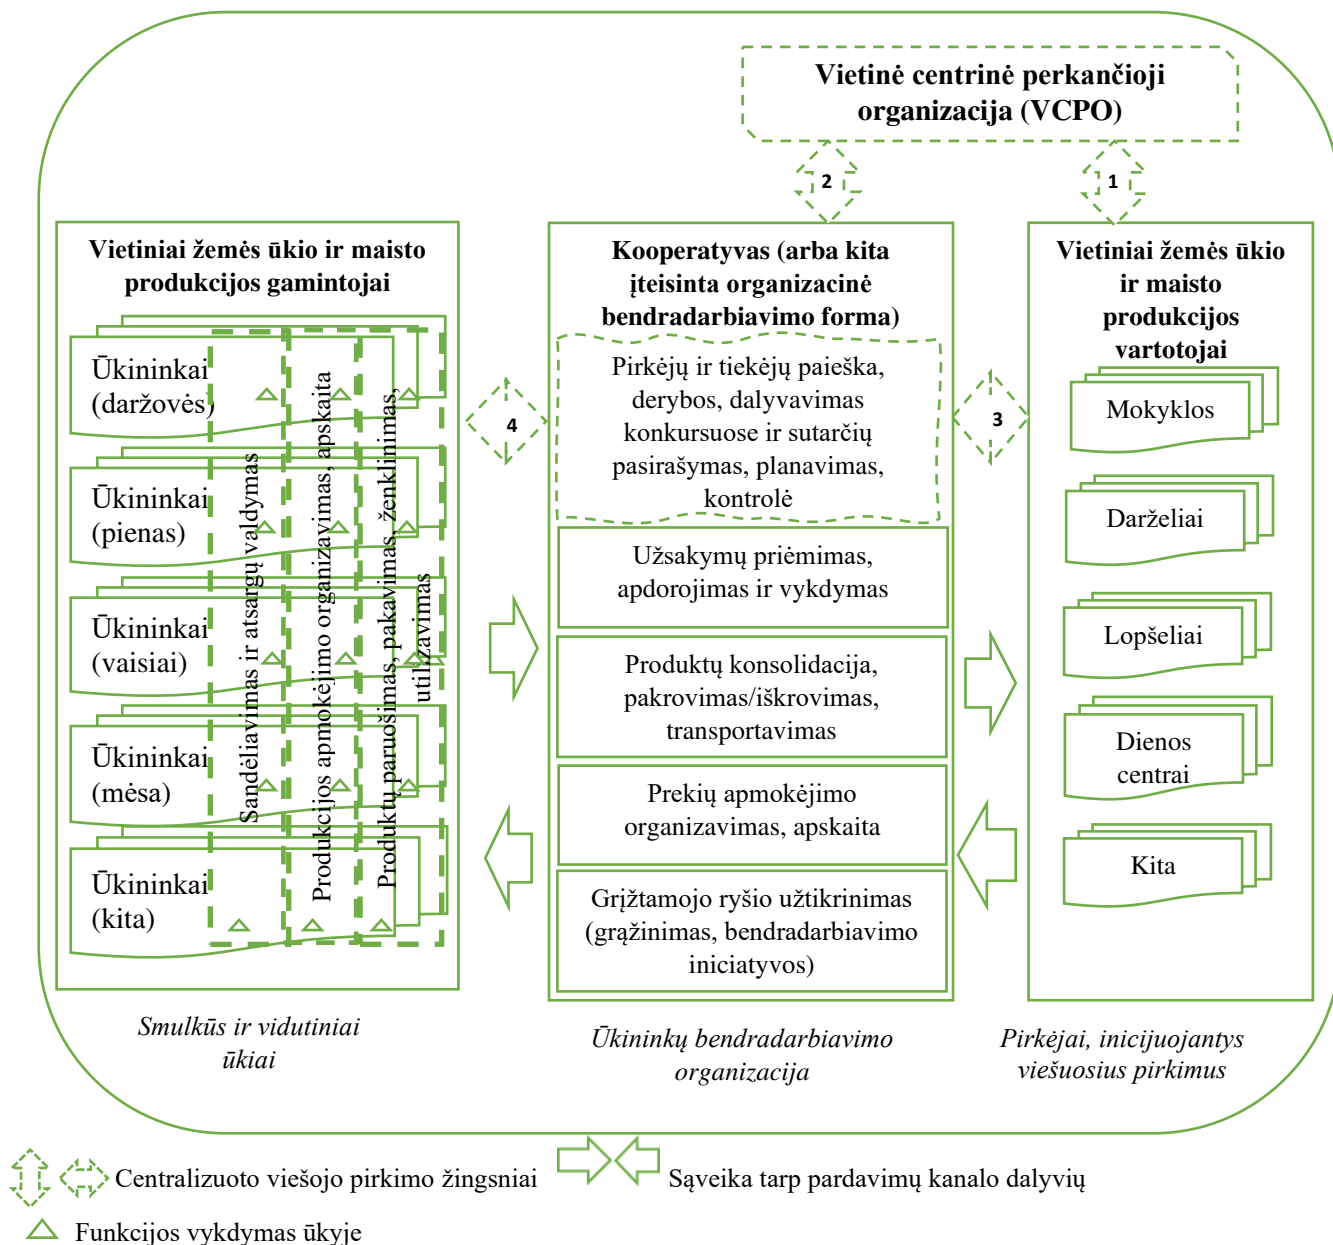 Vietinė centrinė perkančioji
organizacija (VCPO)
2
1
Vietiniai žemės ūkio ir maisto
produkcijos gamintojai
Ūkininkai
(daržovės)
Ūkininkai
(pienas)
Ūkininkai
(vaisiai)
Ūkininkai
(mėsa)
Ūkininkai
(kita)
Sandėliavimas ir atsargų valdymas
Produkcijos apmokėjimo organizavimas, apskaita
Produktų paruošimas, pakavimas, ženklinimas,
utilizavimas
4
Kooperatyvas (arba kita
įteisinta organizacinė
bendradarbiavimo forma)
Pirkėjų ir tiekėjų paieška,
derybos, dalyvavimas
konkursuose ir sutarčių
pasirašymas, planavimas,
kontrolė
Užsakymų priėmimas,
apdorojimas ir vykdymas
Produktų konsolidacija,
pakrovimas/iškrovimas,
transportavimas
Prekių apmokėjimo
organizavimas, apskaita
Grįžtamojo ryšio užtikrinimas
(grąžinimas, bendradarbiavimo
iniciatyvos)
3
Vietiniai žemės ūkio
ir maisto
produkcijos
vartotojai
Mokyklos
Darželiai
Lopšeliai
Dienos
centrai
Kita
Smulkūs ir vidutiniai
ūkiai
Ūkininkų bendradarbiavimo
organizacija
Pirkėjai, inicijuojantys
viešuosius pirkimus
Centralizuoto viešojo pirkimo žingsniai
Sąveika tarp pardavimų kanalo dalyvių
Funkcijos vykdymas ūkyje